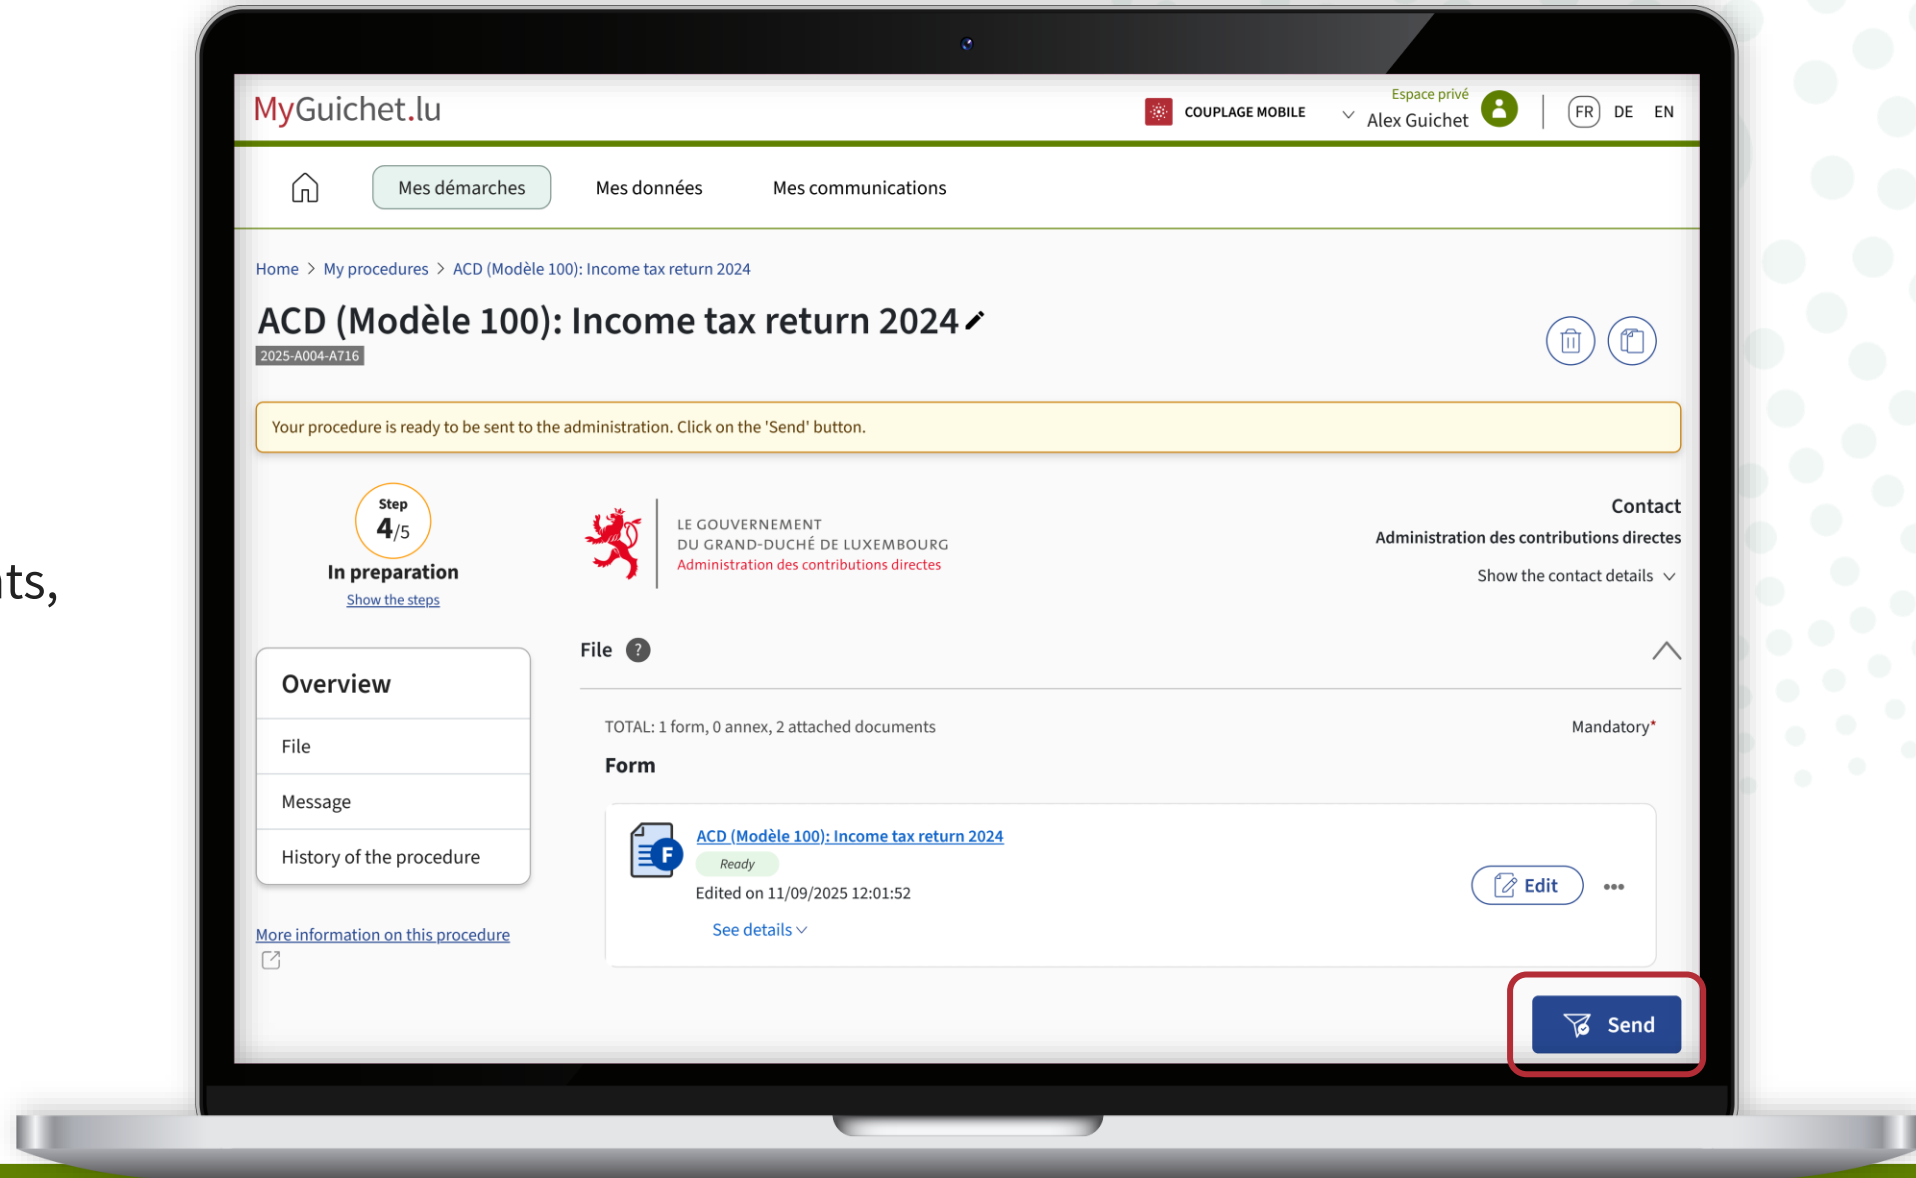 MyGuichet.lu
COUPLAGE MOBILE
Espace privé
Alex Guichet
FR DE EN
Mes démarches Mes données Mes communications
Home > My procedures > ACD (Modèle 100): Income tax return 2024
ACD (Modèle 100): Income tax return 2024
2025-A004-A716
Your procedure is ready to be sent to the administration. Click on the 'Send' button.
Step
4/5
In preparation
Show the steps
LE GOUVERNEMENT
DU GRAND-DUCHÉ DE LUXEMBOURG
Administration des contributions directes
Contact
Administration des contributions directes
Show the contact details
Overview
File
Message
History of the procedure
More information on this procedure
File ?
TOTAL: 1 form, 0 annex, 2 attached documents
Mandatory*
Form
F
ACD (Modèle 100): Income tax return 2024
Ready
Edited on 11/09/2025 12:01:52
See details
Edit
Send